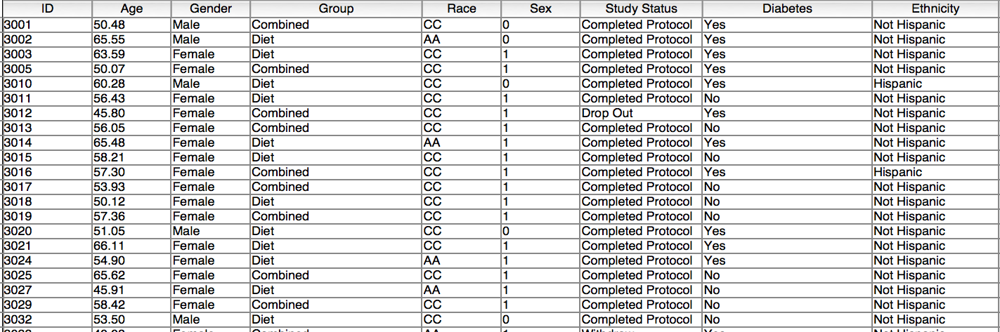 ID Age Gender Group Race Sex Study Status Diabetes Ethnicity
3001 50.48 Male Combined CC 0 Completed Protocol Yes Not Hispanic
3002 65.55 Male Diet AA 0 Completed Protocol Yes Not Hispanic
3003 63.59 Female Diet CC 1 Completed Protocol Yes Not Hispanic
3005 50.07 Female Combined CC 1 Completed Protocol Yes Not Hispanic
3010 60.28 Male Diet CC 0 Completed Protocol Yes Hispanic
3011 56.43 Female Diet CC 1 Completed Protocol No Not Hispanic
3012 45.80 Female Combined CC 1 Drop Out Yes Not Hispanic
3013 56.05 Female Combined CC 1 Completed Protocol No Not Hispanic
3014 65.48 Female Diet AA 1 Completed Protocol Yes Not Hispanic
3015 58.21 Female Diet CC 1 Completed Protocol No Not Hispanic
3016 57.30 Female Combined CC 1 Completed Protocol Yes Hispanic
3017 53.93 Female Combined CC 1 Completed Protocol No Not Hispanic
3018 50.12 Female Diet CC 1 Completed Protocol No Not Hispanic
3019 57.36 Female Combined CC 1 Completed Protocol No Not Hispanic
3020 51.05 Male Diet CC 0 Completed Protocol Yes Not Hispanic
3021 66.11 Female Diet CC 1 Completed Protocol Yes Not Hispanic
3024 54.90 Female Diet AA 1 Completed Protocol Yes Not Hispanic
3025 65.62 Female Combined CC 1 Completed Protocol No Not Hispanic
3027 45.91 Female Diet AA 1 Completed Protocol No Not Hispanic
3029 58.42 Female Combined CC 1 Completed Protocol No Not Hispanic
3032 53.50 Male Diet CC 0 Completed Protocol No Not Hispanic